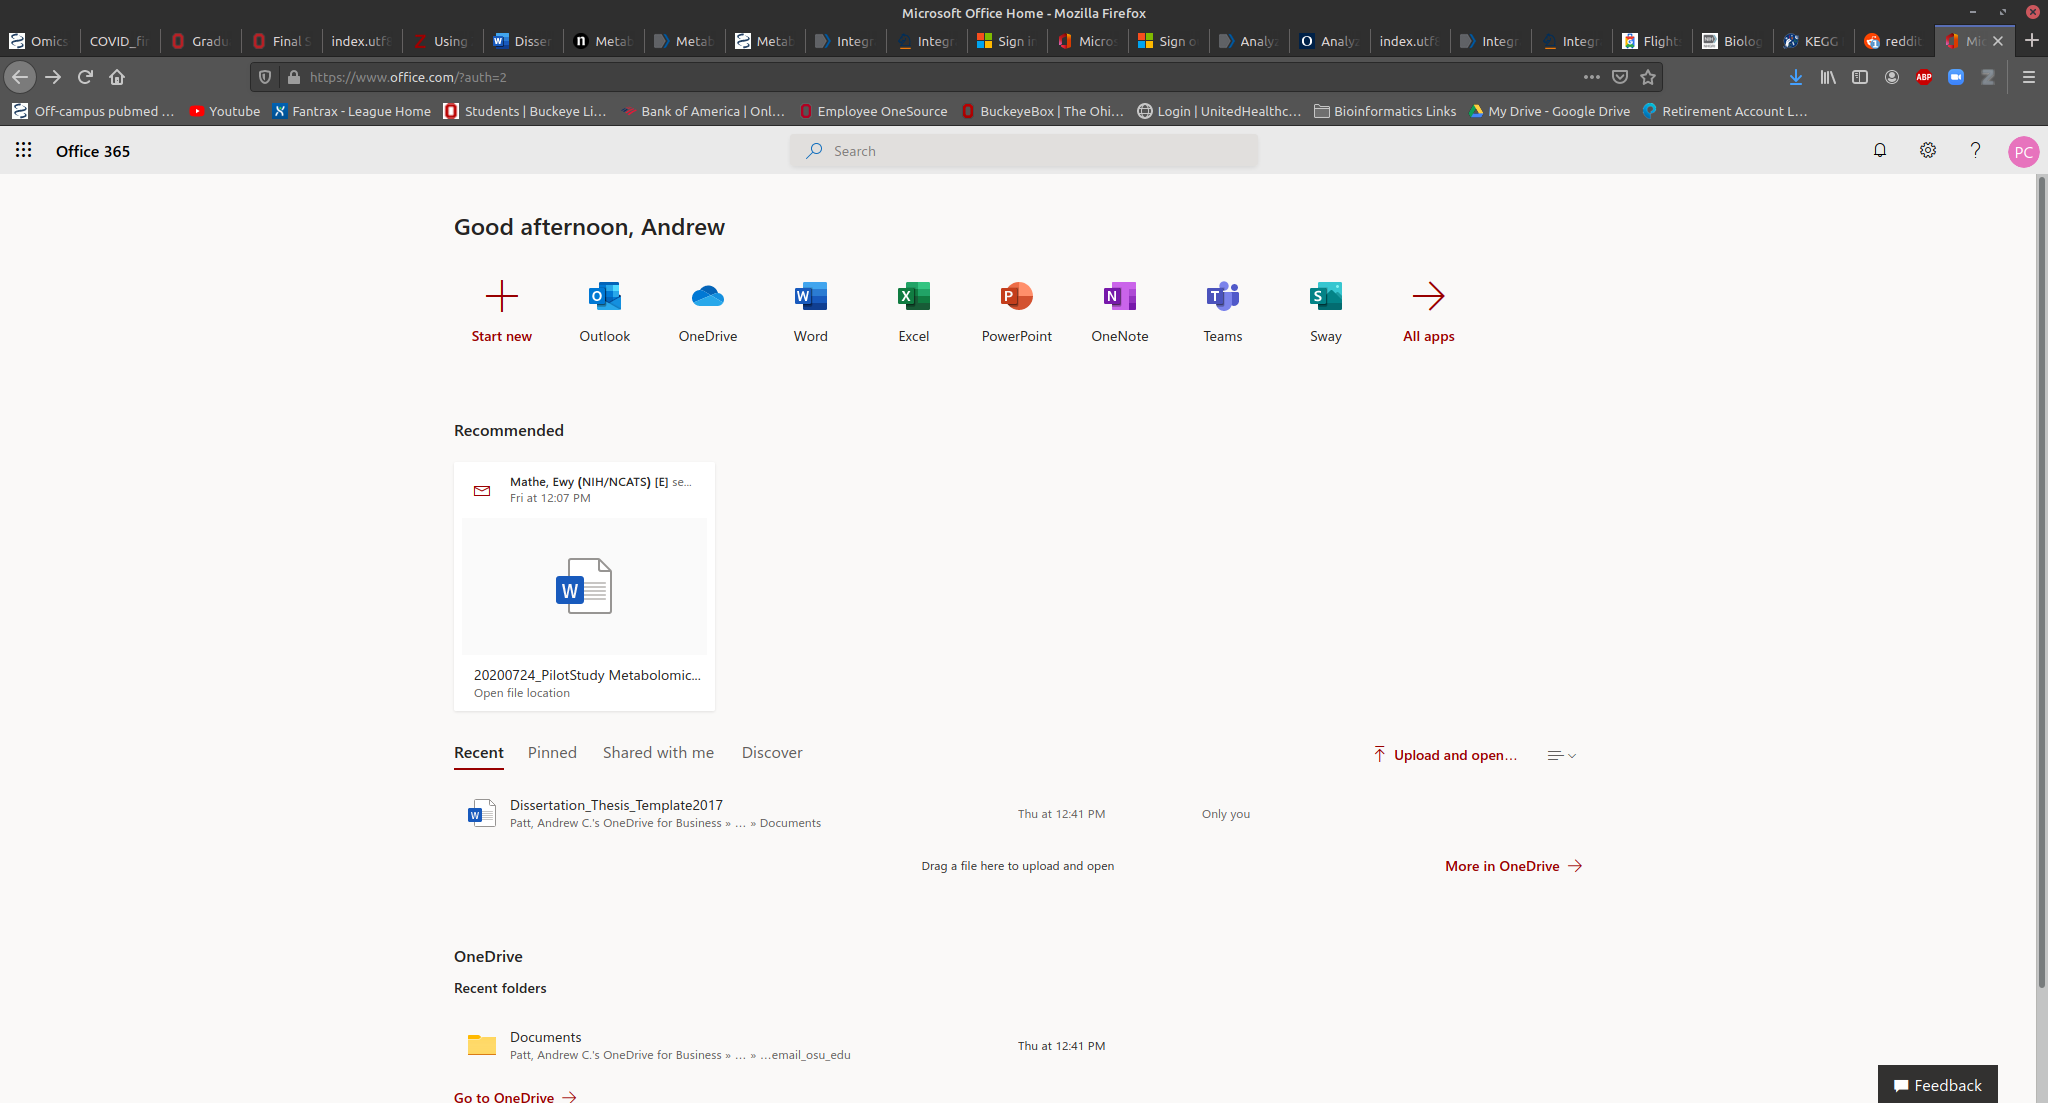 Microsoft Office Home - Mozilla Firefox
Omics COVID_fi Gradu Final S index.utf8 Using Disser Metab Metab Metab Integr Integr Sign i Micros Sign o Analyz Analyz index.utf8 Integr Integr Flight Biolog KEGG reddit Mi
https://www.office.com/?auth=2
ABP
Off-campus pubmed … Youtube Fantrax - League Home Students | Buckeye Li… Bank of America | Onl… Employee OneSource BuckeyeBox | The Ohi… Login | UnitedHealthc… Bioinformatics Links My Drive - Google Drive Retirement Account L…
Office 365
Search
PC
Good afternoon, Andrew
Start new Outlook OneDrive Word Excel PowerPoint OneNote Teams Sway All apps
Recommended
Mathe, Ewy (NIH/NCATS) [E] se...
Fri at 12:07 PM
W
20200724_PilotStudy Metabolomic...
Open file location
Recent Pinned Shared with me Discover Upload and open...
Dissertation_Thesis_Template2017
Patt, Andrew C.'s OneDrive for Business » … » Documents
Thu at 12:41 PM
Only you
Drag a file here to upload and open
More in OneDrive
OneDrive
Recent folders
Documents
Patt, Andrew C.'s OneDrive for Business » … » …email_osu_edu
Thu at 12:41 PM
Go to OneDrive
Feedback